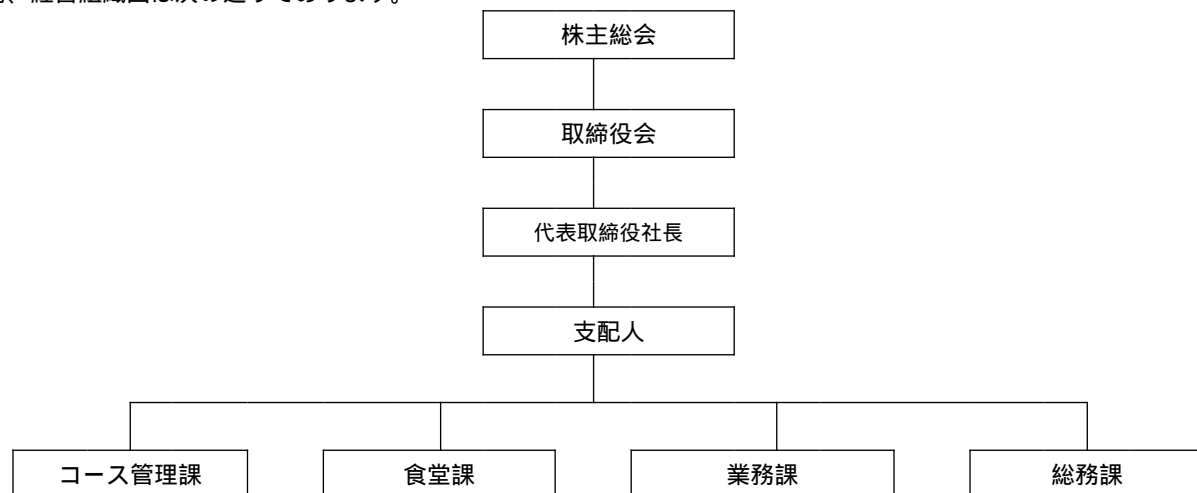 経営組織図は次の通りであります。
株主総会
取締役会
代表取締役社長
支配人
コース管理課 食堂課 業務課 総務課